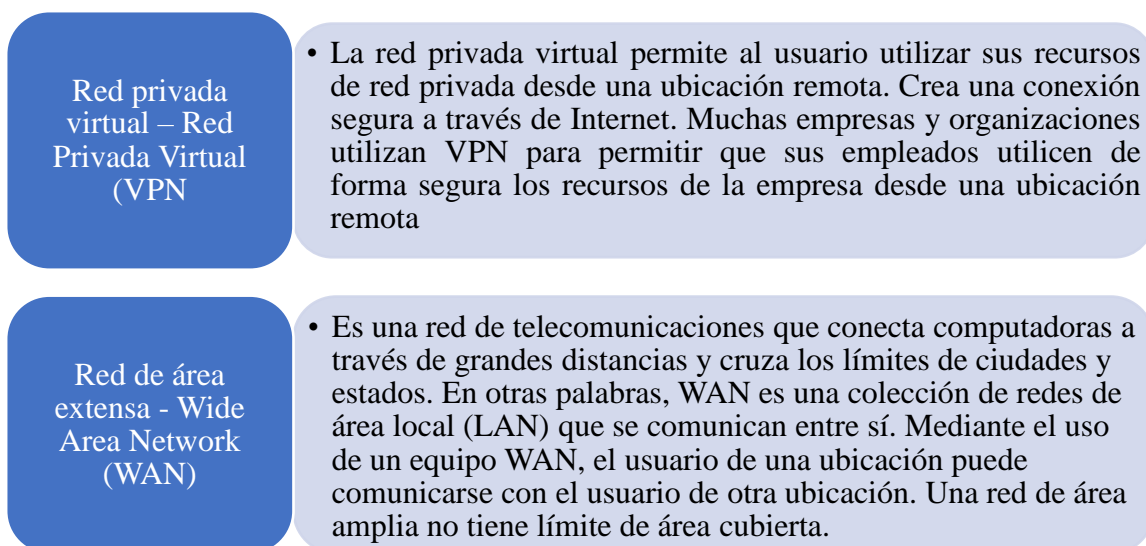 Red privada
virtual – Red
Privada Virtual
(VPN
• La red privada virtual permite al usuario utilizar sus recursos
de red privada desde una ubicación remota. Crea una conexión
segura a través de Internet. Muchas empresas y organizaciones
utilizan VPN para permitir que sus empleados utilicen de
forma segura los recursos de la empresa desde una ubicación
remota
Red de área
extensa - Wide
Area Network
(WAN)
• Es una red de telecomunicaciones que conecta computadoras a
través de grandes distancias y cruza los límites de ciudades y
estados. En otras palabras, WAN es una colección de redes de
área local (LAN) que se comunican entre sí. Mediante el uso
de un equipo WAN, el usuario de una ubicación puede
comunicarse con el usuario de otra ubicación. Una red de área
amplia no tiene límite de área cubierta.